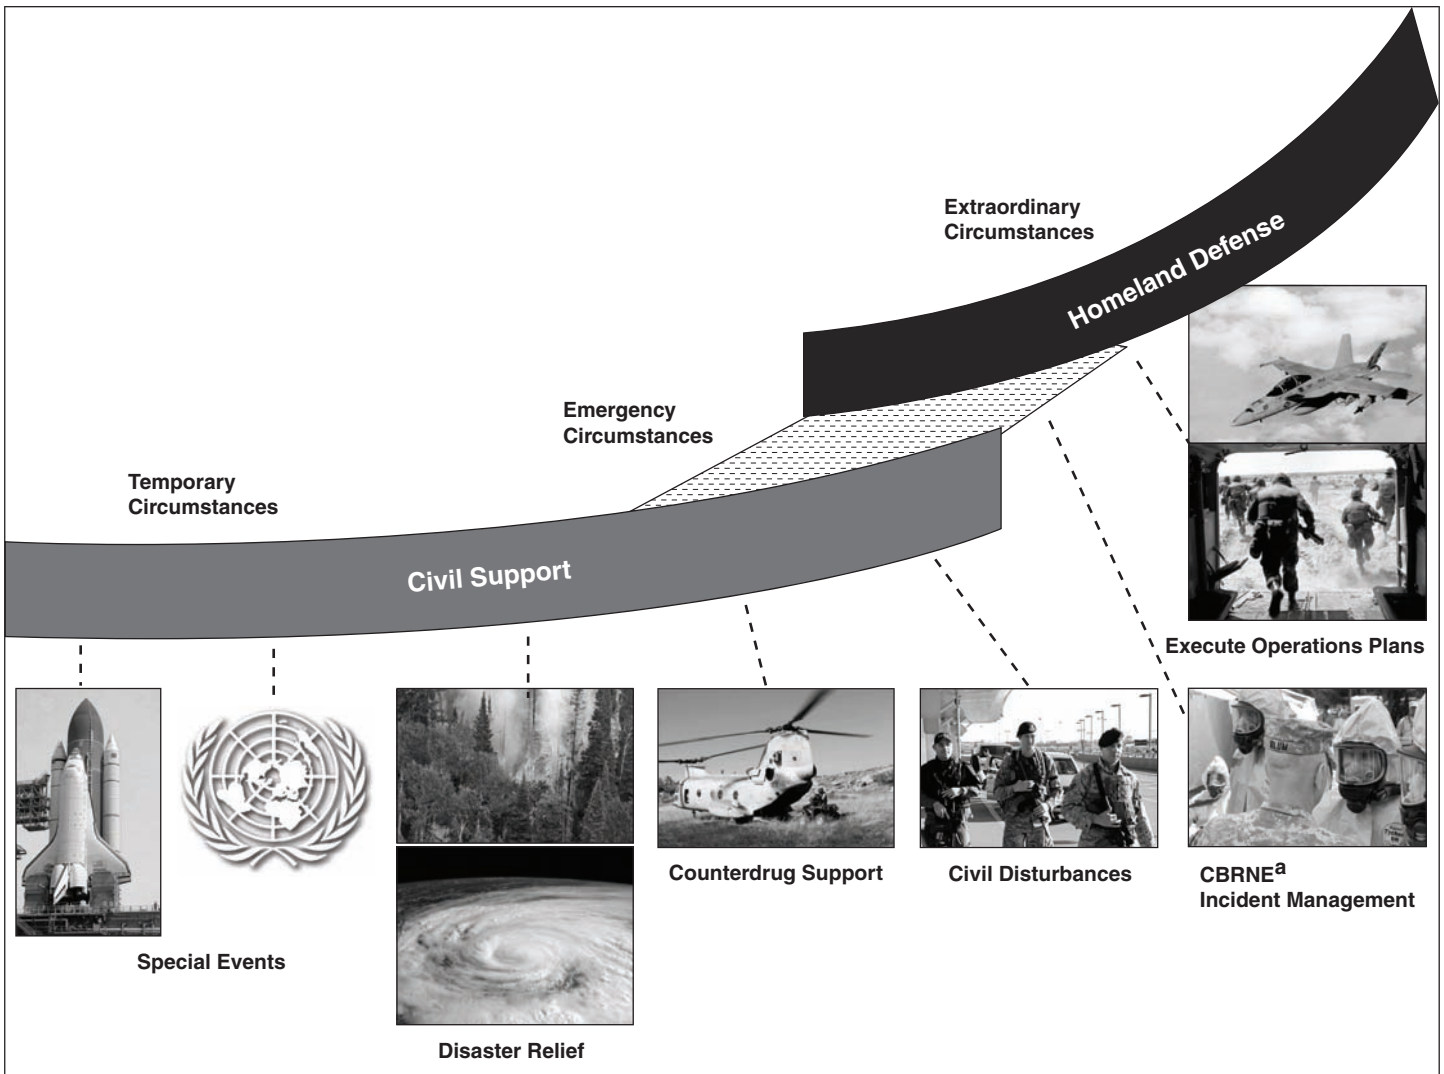 Extraordinary
Circumstances
Homeland Defense
Emergency
Circumstances
Temporary
Circumstances
Civil Support
Execute Operations Plans
BLUM
Counterdrug Support
Civil Disturbances
CBRNEᵃ
Incident Management
Special Events
Disaster Relief